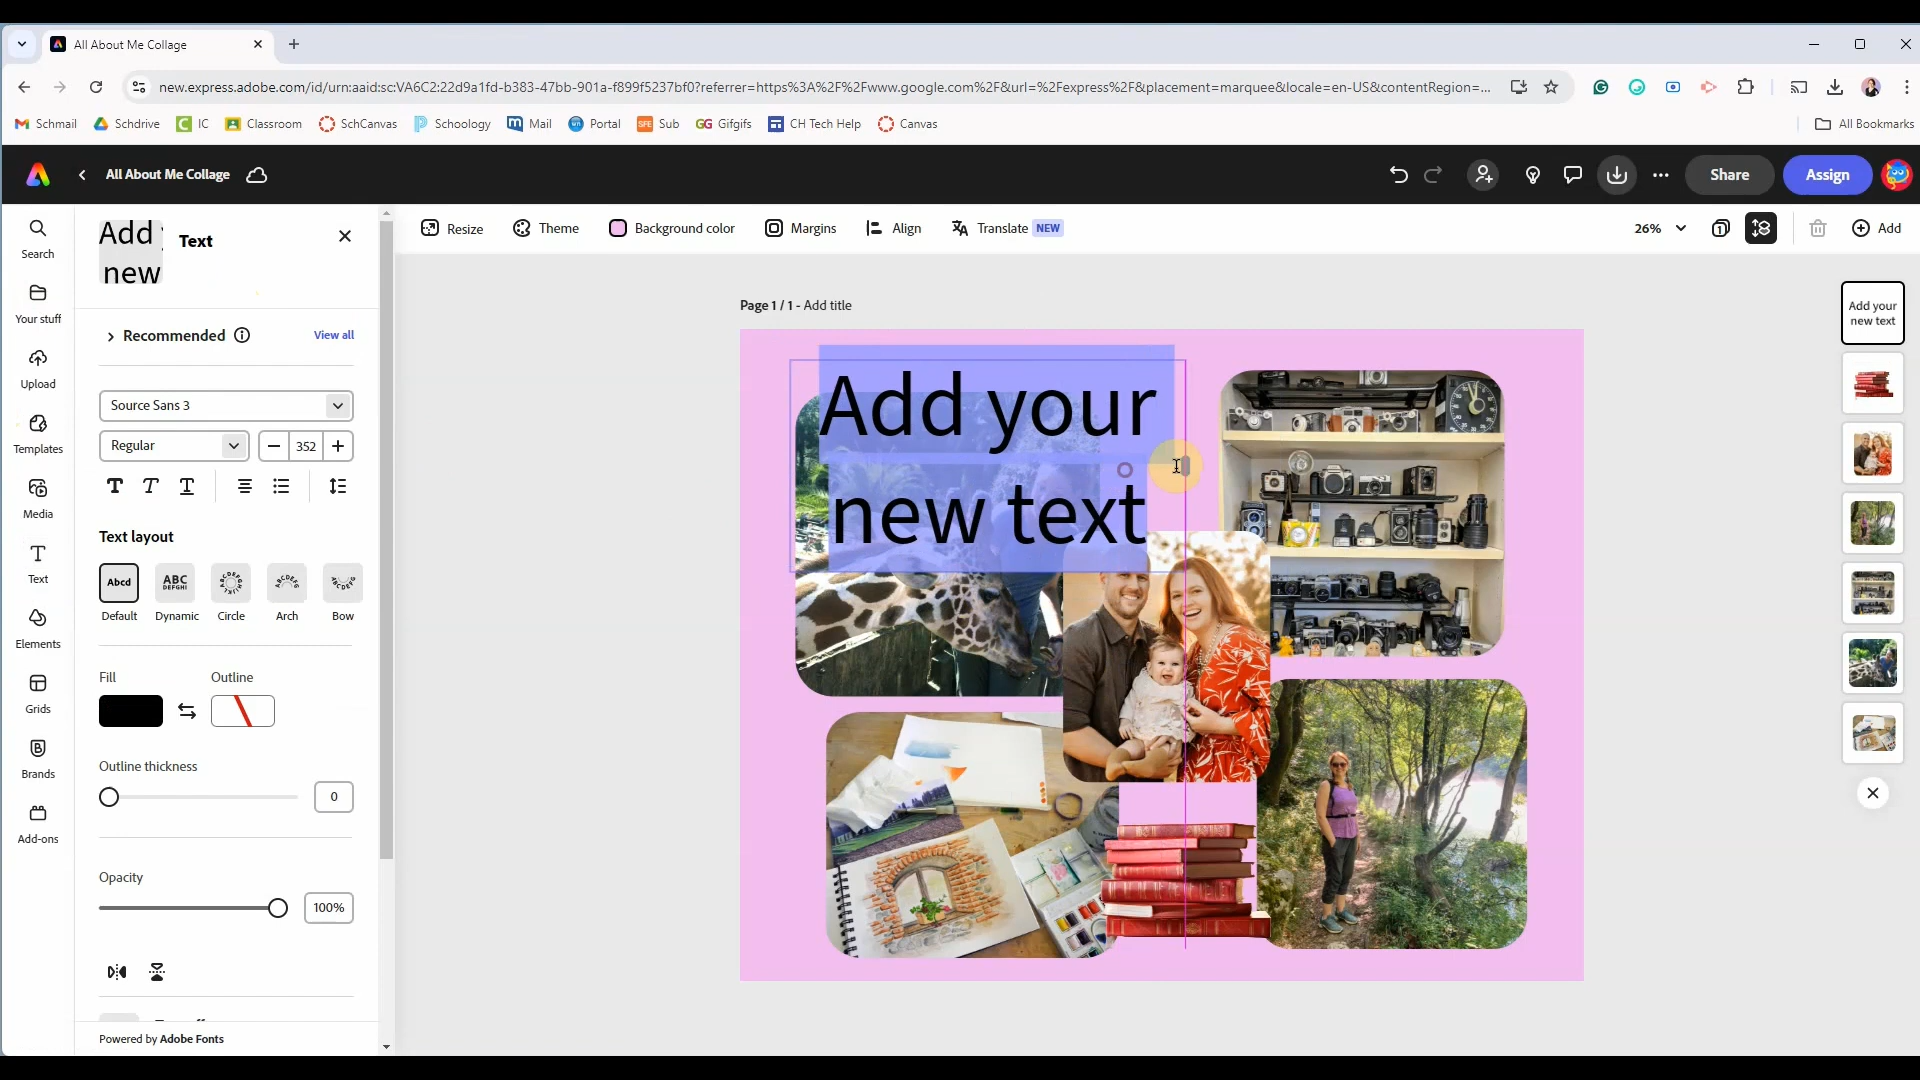 All About Me Collage
new.express.adobe.com/id/urn:aaid:sc:VA6C2:22d9a1fd-b383-47bb-901a-f899f5237bf0?referrer=https%3A%2F%2Fwww.google.com%2F&url=%2Fexpress%2F&placement=marquee&locale=en-US&contentRegion=...
Schmail Schdrive IC Classroom SchCanvas Schoology Mail Portal Sub Gifgifs CH Tech Help Canvas All Bookmarks
All About Me Collage Share Assign
Resize Theme Background color Margins Align Translate NEW 26% Add
Search
Your stuff
Upload
Templates
Media
Text
Elements
Grids
Brands
Add-ons
Add
new
Text
Recommended View all
Source Sans 3
Regular 352
Text layout
Abcd ABC DEFGHI
Default Dynamic Circle Arch Bow
Fill Outline
Outline thickness
0
Opacity
100%
Powered by Adobe Fonts
Page 1 / 1 - Add title
Add your
new text
Add your
new text